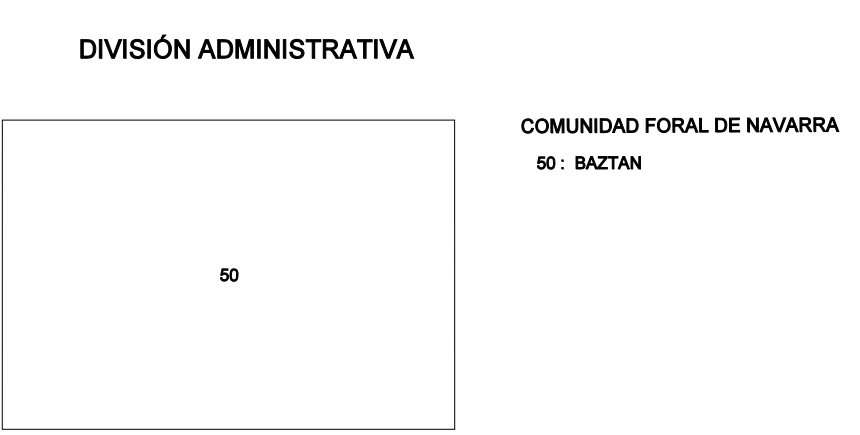 DIVISIÓN ADMINISTRATIVA
COMUNIDAD FORAL DE NAVARRA
50 : BAZTAN
50